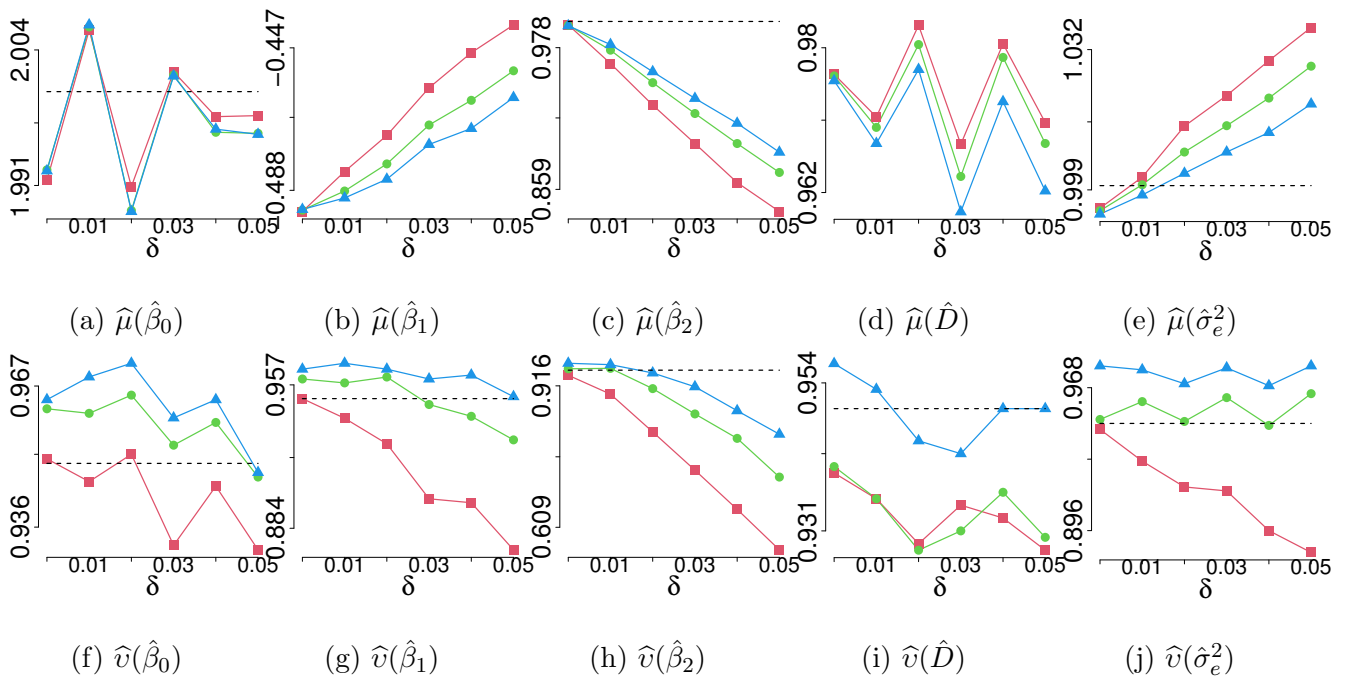 2.004
1.991
0.01 0.03 0.05
δ
−0.447
−0.488
0.01 0.03 0.05
δ
0.978
0.859
0.01 0.03 0.05
δ
0.98
0.962
0.01 0.03 0.05
δ
1.032
0.999
0.01 0.03 0.05
δ
(a) μ̂(β̂₀)
(b) μ̂(β̂₁)
(c) μ̂(β̂₂)
(d) μ̂(D̂)
(e) μ̂(σ̂ₑ²)
0.967
0.936
0.01 0.03 0.05
δ
0.957
0.884
0.01 0.03 0.05
δ
0.916
0.609
0.01 0.03 0.05
δ
0.954
0.931
0.01 0.03 0.05
δ
0.968
0.896
0.01 0.03 0.05
δ
(f) υ̂(β̂₀)
(g) υ̂(β̂₁)
(h) υ̂(β̂₂)
(i) υ̂(D̂)
(j) υ̂(σ̂ₑ²)